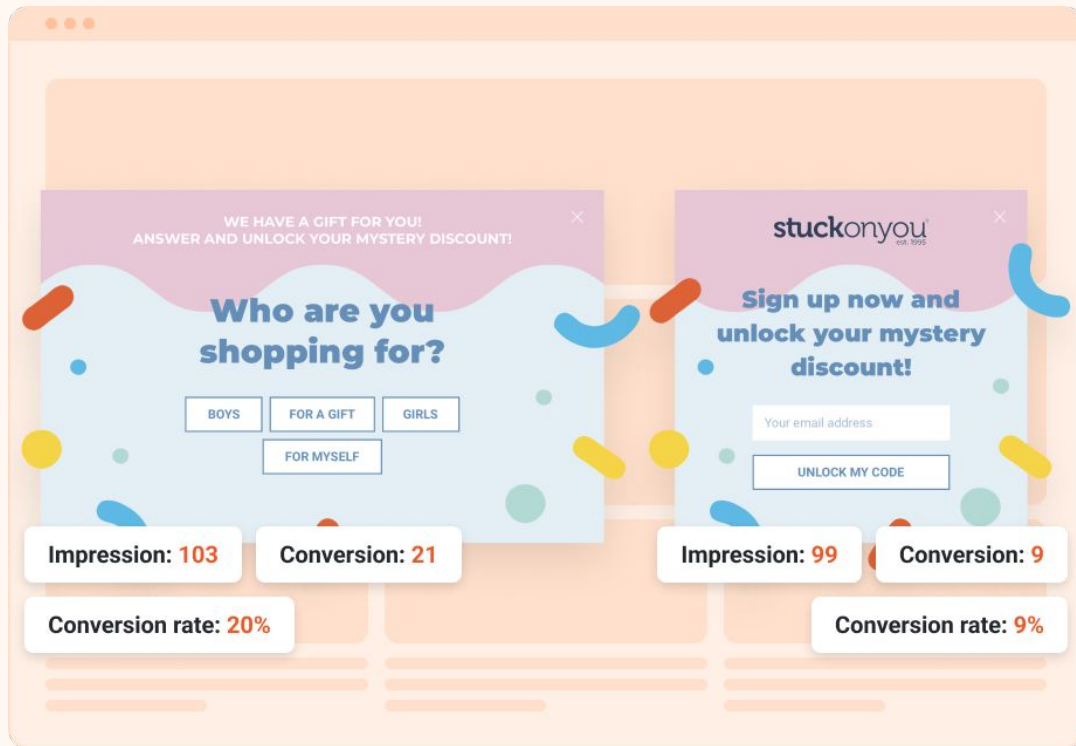 WE HAVE A GIFT FOR YOU!
ANSWER AND UNLOCK YOUR MYSTERY DISCOUNT!
Who are you
shopping for?
BOYS
FOR A GIFT
GIRLS
FOR MYSELF
Impression: 103
Conversion: 21
Conversion rate: 20%
stuckonyou®
est. 1995
Sign up now and
unlock your mystery
discount!
Your email address
UNLOCK MY CODE
Impression: 99
Conversion: 9
Conversion rate: 9%